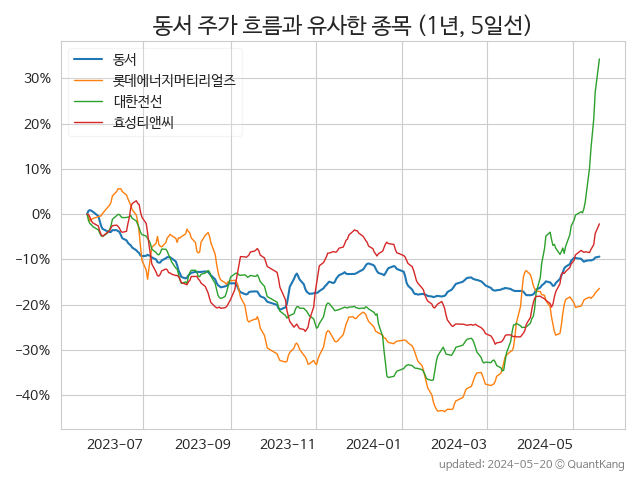 동서 주가 흐름과 유사한 종목 (1년, 5일선)
동서
롯데에너지머티리얼즈
대한전선
효성티앤씨
30%
20%
10%
0%
−10%
−20%
−30%
−40%
2023-07 2023-09 2023-11 2024-01 2024-03 2024-05
updated: 2024-05-20 © QuantKang